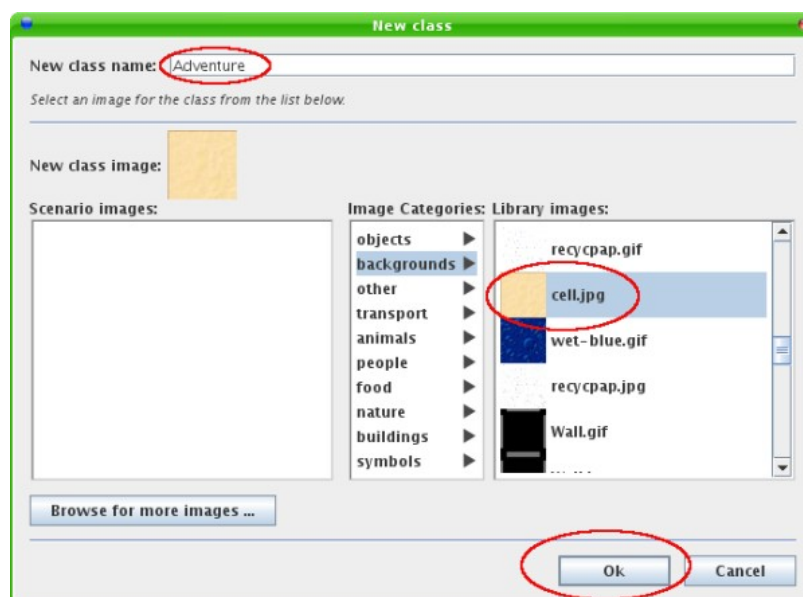 New class
New class name: Adventure
Select an image for the class from the list below.
New class image:
Scenario images:
Image Categories:
Library images:
objects
backgrounds
other
transport
animals
people
food
nature
buildings
symbols
recycpap.gif
cell.jpg
wet-blue.gif
recycpap.jpg
Wall.gif
Browse for more images ...
Ok
Cancel